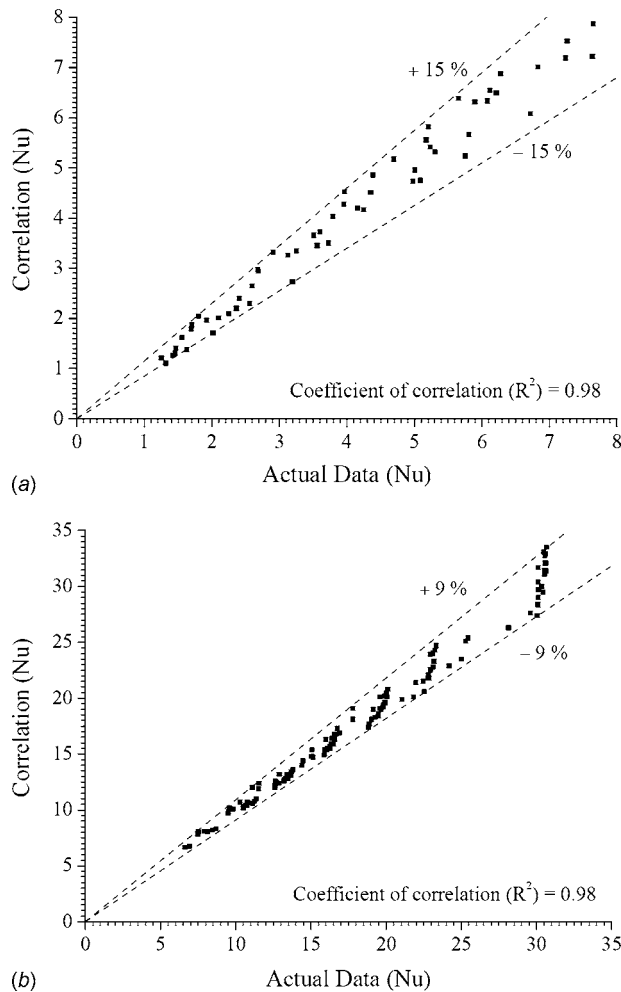 8
7
6
5
4
3
2
1
0
Correlation (Nu)
+ 15 %
– 15 %
Coefficient of correlation (R²) = 0.98
0 1 2 3 4 5 6 7 8
Actual Data (Nu)
(a)
35
30
25
20
15
10
5
0
Correlation (Nu)
+ 9 %
– 9 %
Coefficient of correlation (R²) = 0.98
0 5 10 15 20 25 30 35
Actual Data (Nu)
(b)